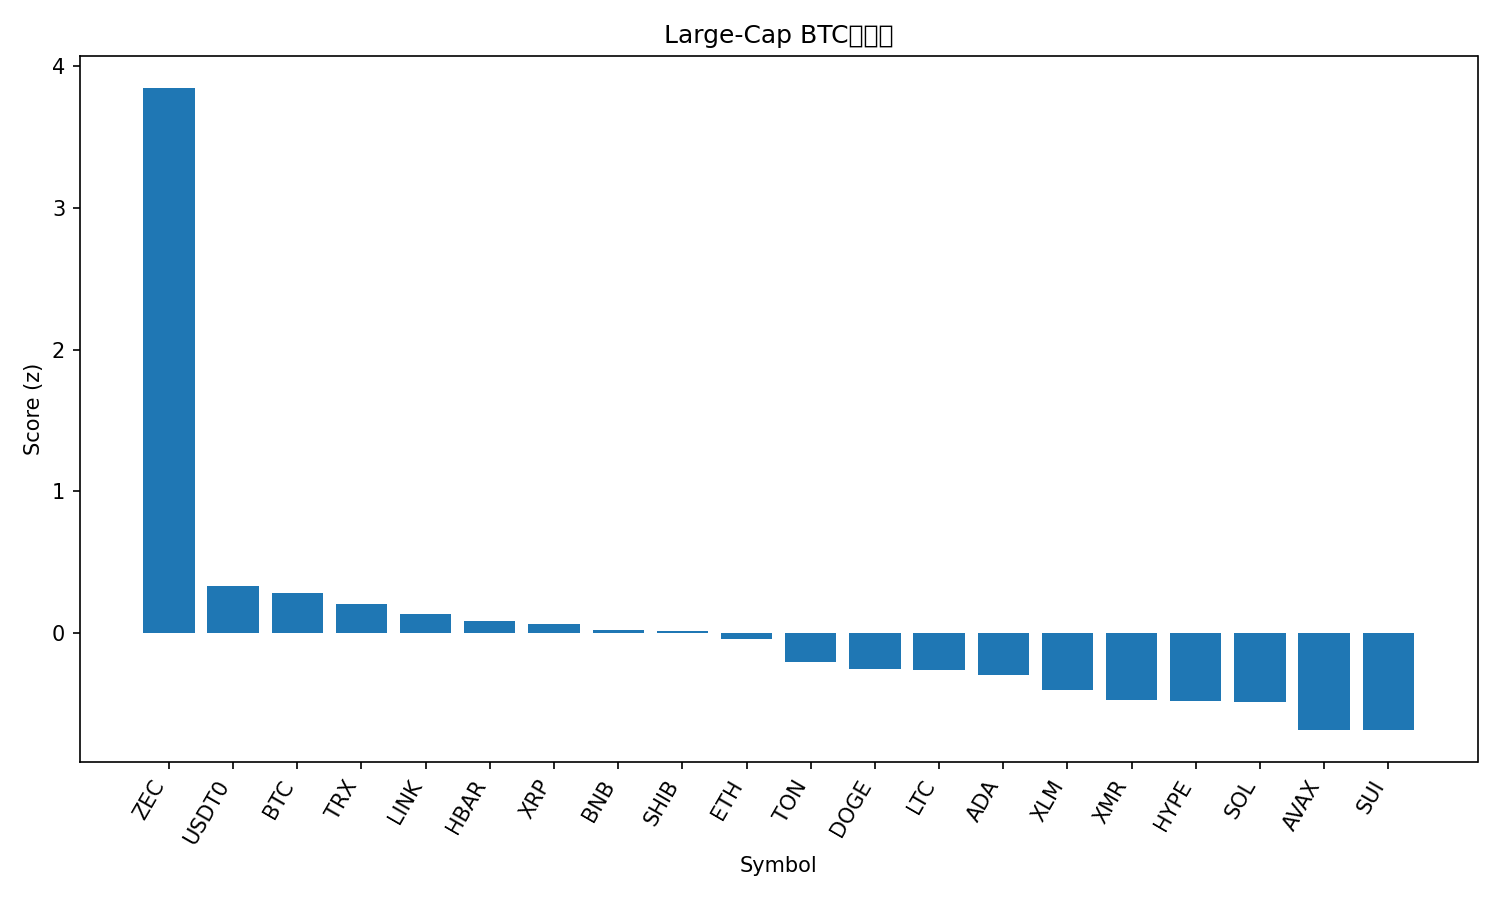 Large-Cap BTC
4
3
2
1
0
Score (z)
ZEC
USDT0
BTC
TRX
LINK
HBAR
XRP
BNB
SHIB
ETH
TON
DOGE
LTC
ADA
XLM
XMR
HYPE
SOL
AVAX
SUI
Symbol